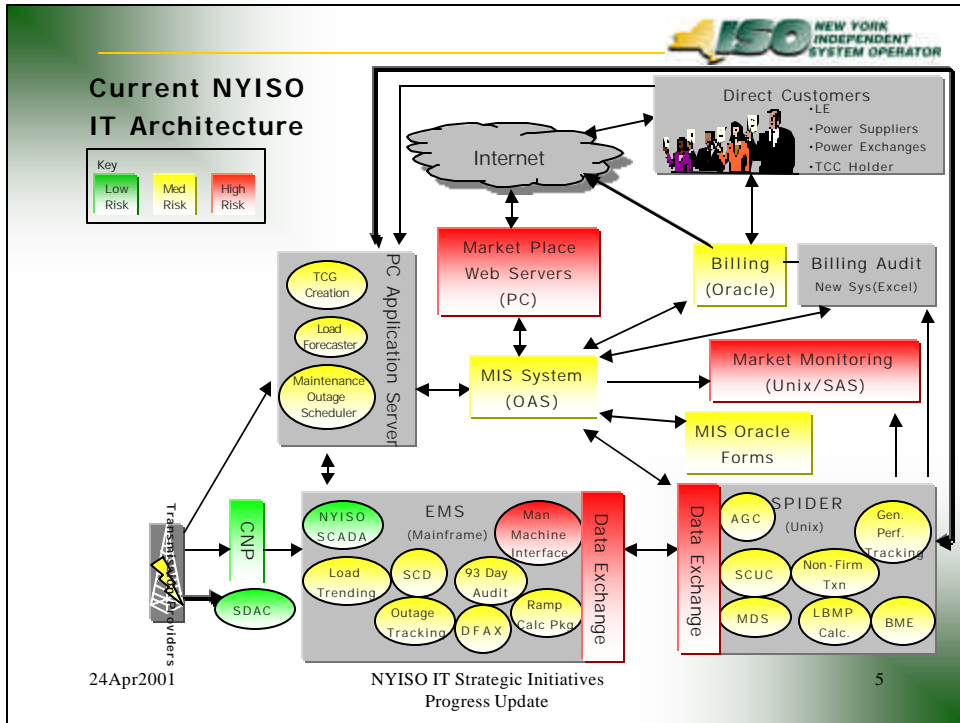 ISO
NEW YORK
INDEPENDENT
SYSTEM OPERATOR
Current NYISO
IT Architecture
Key
Low
Risk
Med
Risk
High
Risk
Direct Customers
•LE
•Power Suppliers
•Power Exchanges
•TCC Holder
Internet
PC Application Server
TCG
Creation
Load
Forecaster
Maintenance
Outage
Scheduler
Market Place
Web Servers
(PC)
Billing
(Oracle)
Billing Audit
New Sys(Excel)
MIS System
(OAS)
Market Monitoring
(Unix/SAS)
MIS Oracle
Forms
Transmission Providers
CNP
SDAC
EMS
(Mainframe)
NYISO
SCADA
Man
Machine
Interface
Load
Trending
SCD
93 Day
Audit
Outage
Tracking
DFAX
Ramp
Calc Pkg
Data Exchange
Data Exchange
SPIDER
(Unix)
AGC
Gen.
Perf.
Tracking
SCUC
Non-Firm
Txn
MDS
LBMP
Calc.
BME
24Apr2001
NYISO IT Strategic Initiatives
Progress Update
5